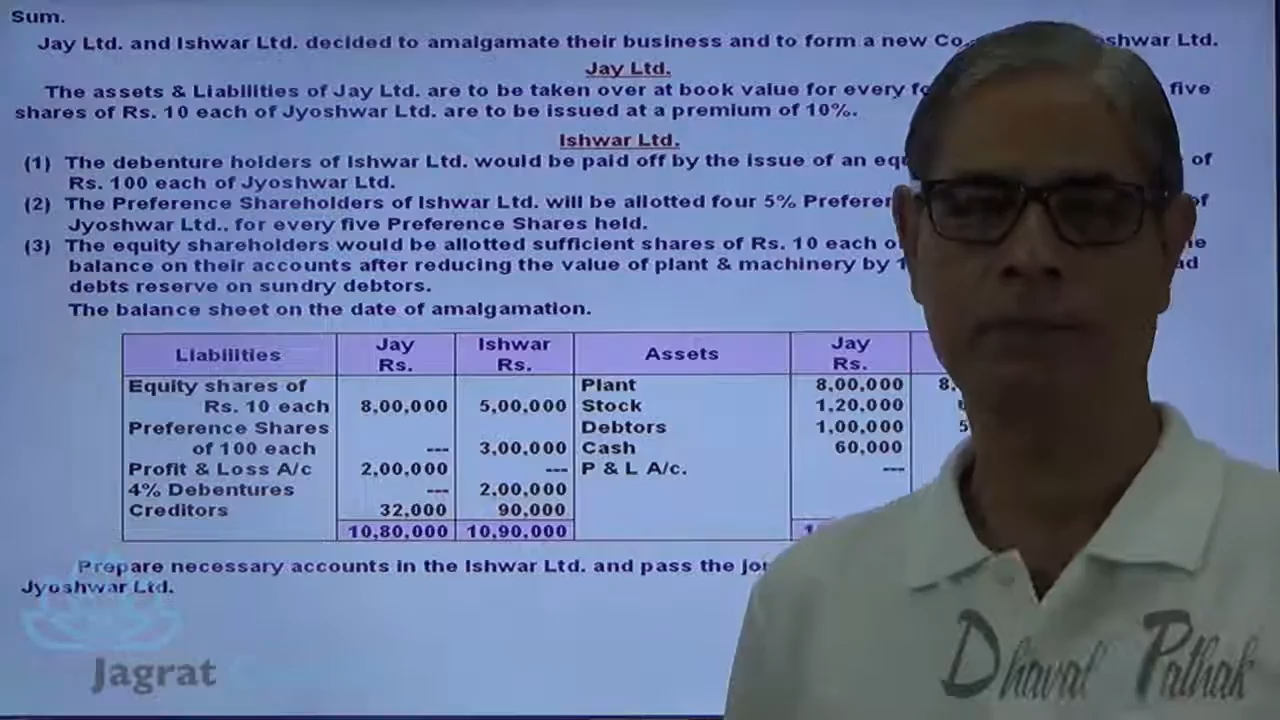 Sum.
Jay Ltd. and Ishwar Ltd. decided to amalgamate their business and to form a new Co. shwar Ltd.
Jay Ltd.
The assets & Liabilities of Jay Ltd. are to be taken over at book value for every five
shares of Rs. 10 each of Jyoshwar Ltd. are to be issued at a premium of 10%.
Ishwar Ltd.
(1) The debenture holders of Ishwar Ltd. would be paid off by the issue of an of
Rs. 100 each of Jyoshwar Ltd.
(2) The Preference Shareholders of Ishwar Ltd. will be allotted four 5% of
Jyoshwar Ltd.. for every five Preference Shares held.
(3) The equity shareholders would be allotted sufficient shares of Rs. 10 each
balance on their accounts after reducing the value of plant & machinery by
debts reserve on sundry debtors.
The balance sheet on the date of amalgamation.
Liabilities Jay Rs. Ishwar Rs. Assets Jay Rs.
Equity shares of Plant 8,00,000
Rs. 10 each 8,00,000 5,00,000 Stock 1,20,000
Preference Shares Debtors 1,00,000
of 100 each --- 3,00,000 Cash 60,000
Profit & Loss A/c 2,00,000 --- P & L A/c. ---
4% Debentures --- 2,00,000
Creditors 32,000 90,000
10,80,000 10,90,000
Prepare necessary accounts in the Ishwar Ltd. and pass the
Jyoshwar Ltd.
Jagrat
Dhaval Pathak